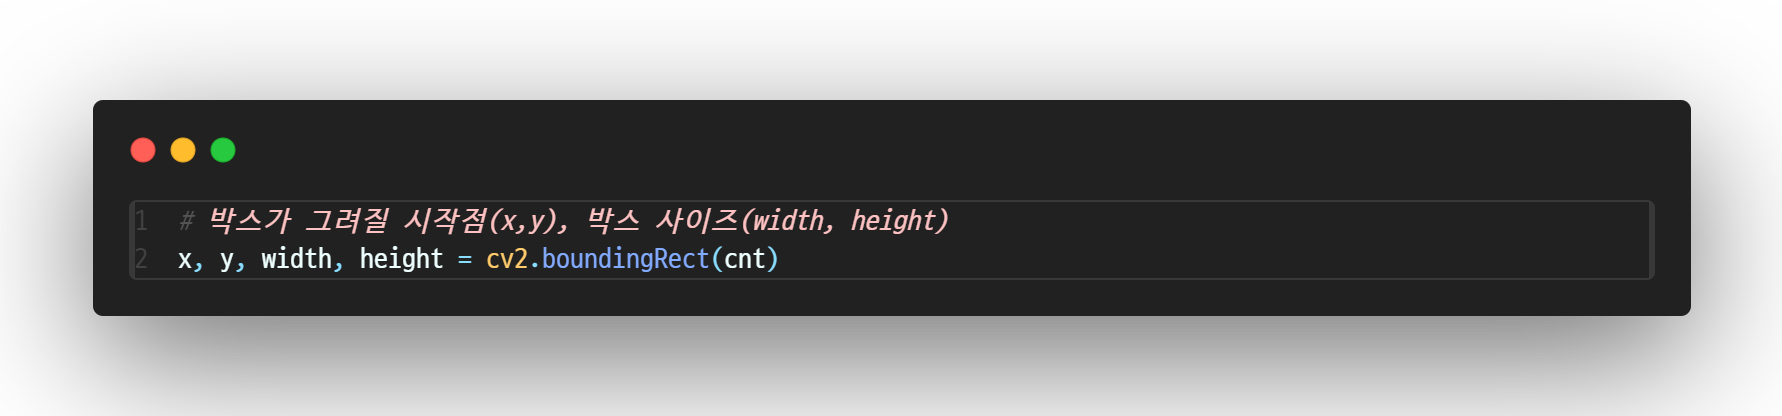 1 # 박스가 그려질 시작점(x,y), 박스 사이즈(width, height)
2 x, y, width, height = cv2.boundingRect(cnt)